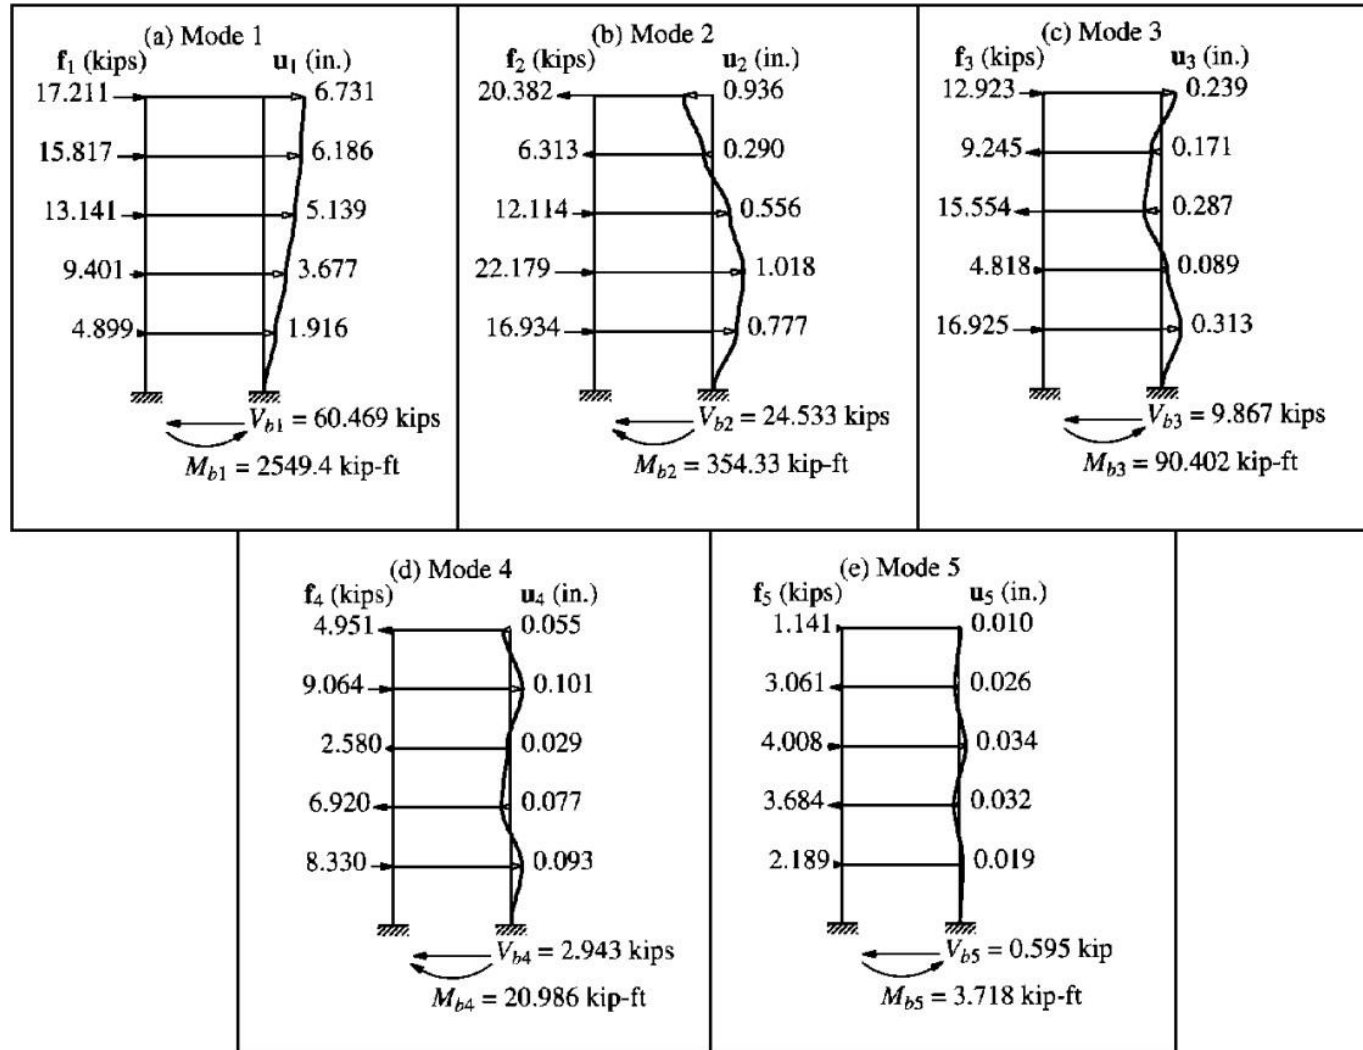 (a) Mode 1
f1 (kips) u1 (in.)
17.211 6.731
15.817 6.186
13.141 5.139
9.401 3.677
4.899 1.916
Vb1 = 60.469 kips
Mb1 = 2549.4 kip-ft
(b) Mode 2
f2 (kips) u2 (in.)
20.382 0.936
6.313 0.290
12.114 0.556
22.179 1.018
16.934 0.777
Vb2 = 24.533 kips
Mb2 = 354.33 kip-ft
(c) Mode 3
f3 (kips) u3 (in.)
12.923 0.239
9.245 0.171
15.554 0.287
4.818 0.089
16.925 0.313
Vb3 = 9.867 kips
Mb3 = 90.402 kip-ft
(d) Mode 4
f4 (kips) u4 (in.)
4.951 0.055
9.064 0.101
2.580 0.029
6.920 0.077
8.330 0.093
Vb4 = 2.943 kips
Mb4 = 20.986 kip-ft
(e) Mode 5
f5 (kips) u5 (in.)
1.141 0.010
3.061 0.026
4.008 0.034
3.684 0.032
2.189 0.019
Vb5 = 0.595 kip
Mb5 = 3.718 kip-ft